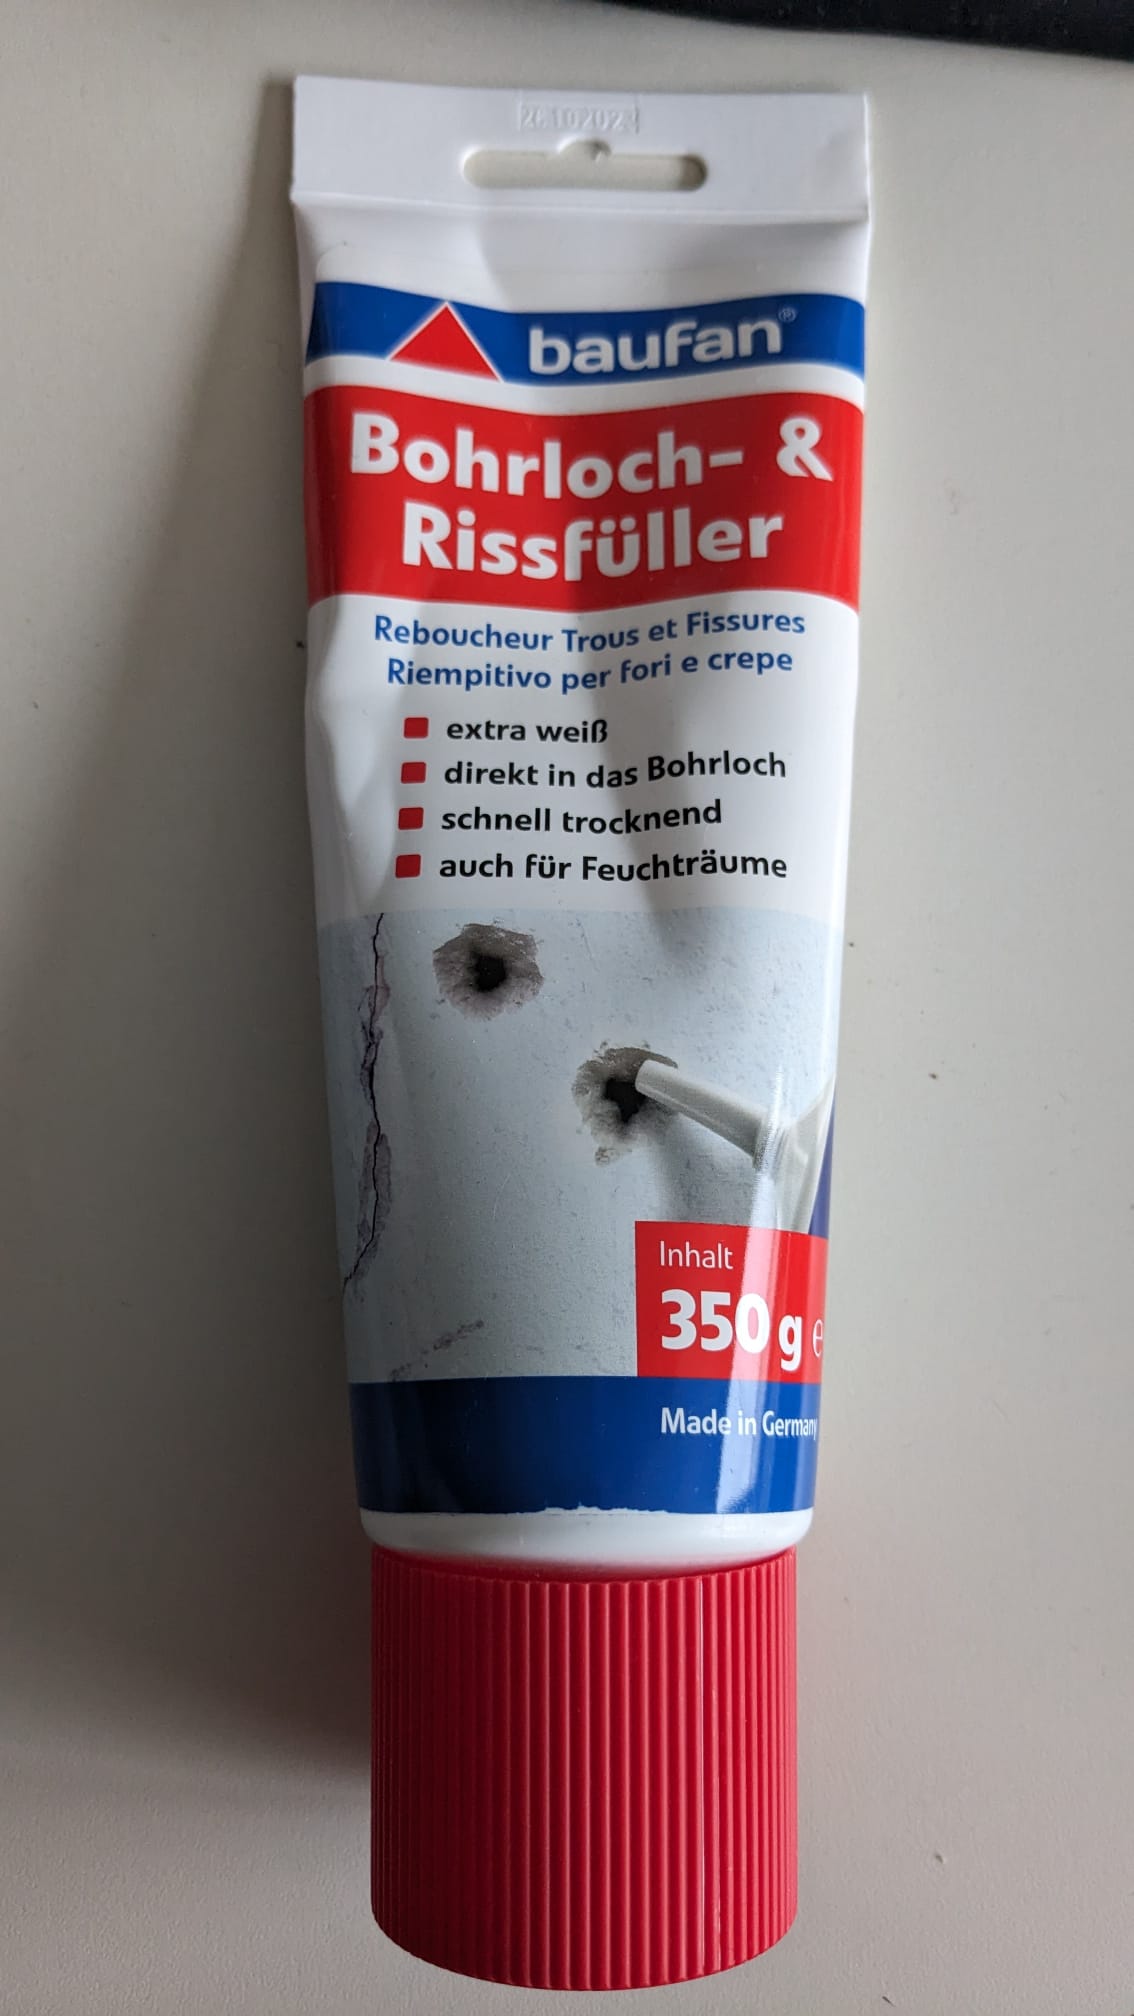 baufan®
Bohrloch- &
Rissfüller
Reboucheur Trous et Fissures
Riempitivo per fori e crepe
extra weiß
direkt in das Bohrloch
schnell trocknend
auch für Feuchträume
Inhalt
350 g e
Made in Germany